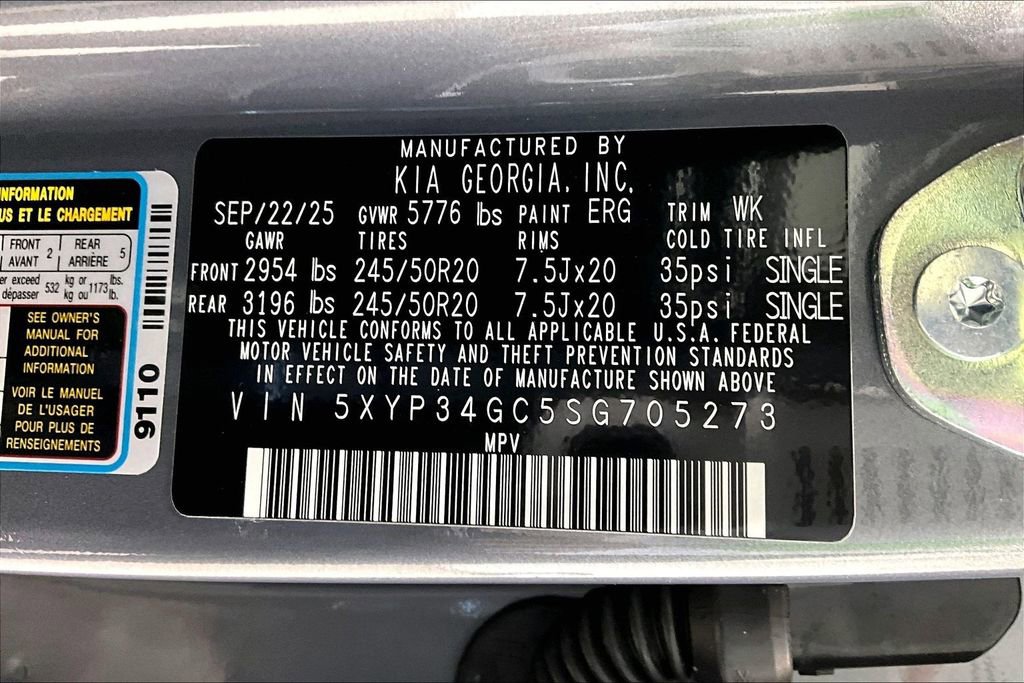 MANUFACTURED BY
KIA GEORGIA, INC.
SEP/22/25 GVWR 5776 lbs PAINT ERG TRIM WK
GAWR TIRES RIMS COLD TIRE INFL
FRONT 2954 lbs 245/50R20 7.5Jx20 35psi SINGLE
REAR 3196 lbs 245/50R20 7.5Jx20 35psi SINGLE
THIS VEHICLE CONFORMS TO ALL APPLICABLE U.S.A. FEDERAL
MOTOR VEHICLE SAFETY AND THEFT PREVENTION STANDARDS
IN EFFECT ON THE DATE OF MANUFACTURE SHOWN ABOVE
VIN 5XYP34GC5SG705273
MPV
INFORMATION
ET LE CHARGEMENT
FRONT 2 REAR 5
AVANT ARRIÈRE
exceed 532 kg or 1173 lbs.
dépasser kg ou lb.
SEE OWNER'S
MANUAL FOR
ADDITIONAL
INFORMATION
VOIR LE MANUEL
DE L'USAGER
POUR PLUS DE
RENSEIGNEMENTS
9110